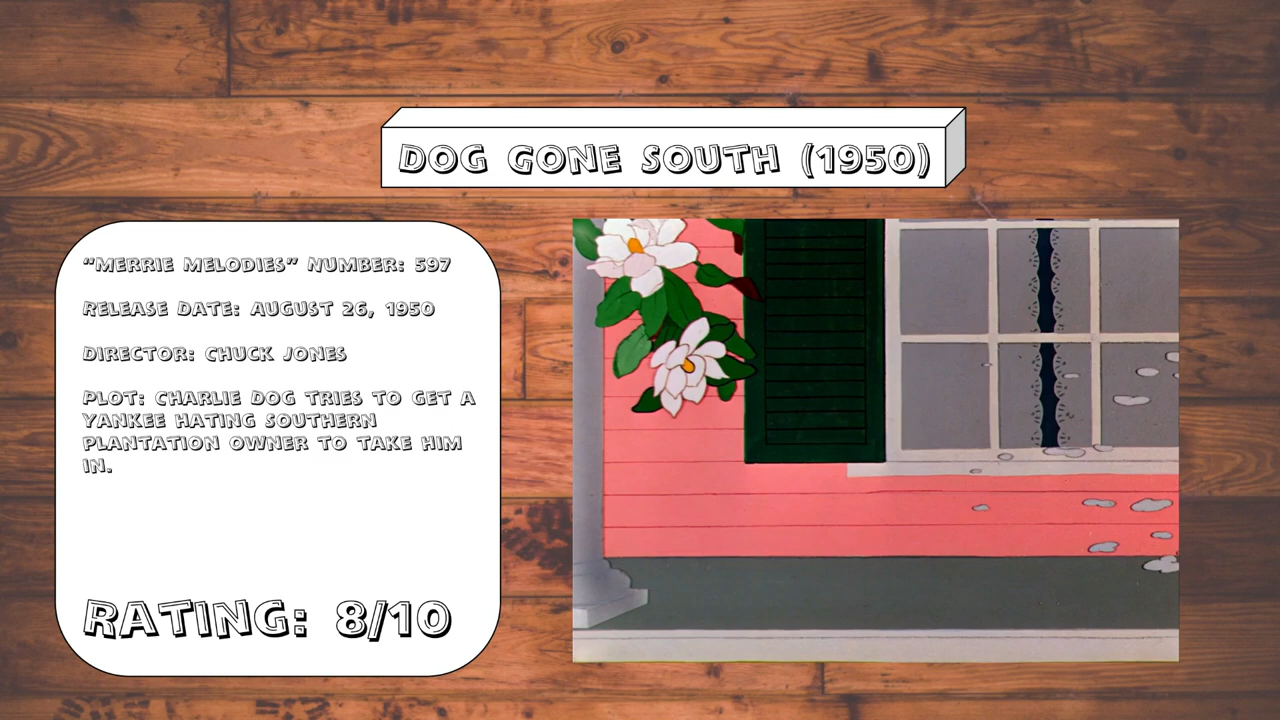 DOG GONE SOUTH (1950)
"MERRIE MELODIES" NUMBER: 597
RELEASE DATE: AUGUST 26, 1950
DIRECTOR: CHUCK JONES
PLOT: CHARLIE DOG TRIES TO GET A
YANKEE HATING SOUTHERN
PLANTATION OWNER TO TAKE HIM
IN.
RATING: 8/10